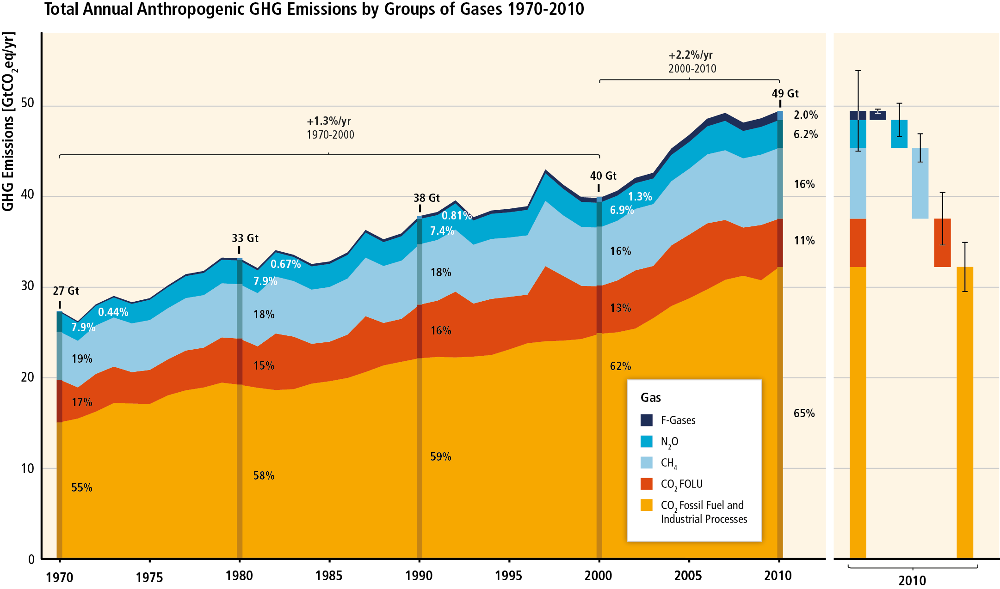 Total Annual Anthropogenic GHG Emissions by Groups of Gases 1970-2010
GHG Emissions [GtCO₂eq/yr]
50
40
30
20
10
0
+2.2%/yr
2000-2010
+1.3%/yr
1970-2000
27 Gt
33 Gt
38 Gt
40 Gt
49 Gt
0.44%
7.9%
19%
17%
55%
0.67%
7.9%
18%
15%
58%
0.81%
7.4%
18%
16%
59%
1.3%
6.9%
16%
13%
62%
2.0%
6.2%
16%
11%
65%
Gas
F-Gases
N₂O
CH₄
CO₂ FOLU
CO₂ Fossil Fuel and
Industrial Processes
1970
1975
1980
1985
1990
1995
2000
2005
2010
2010